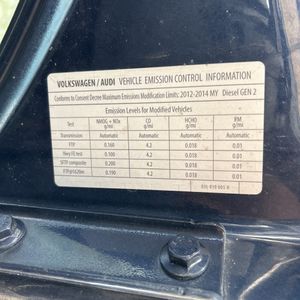 VOLKSWAGEN / AUDI VEHICLE EMISSION CONTROL INFORMATION
Conforms to Consent Decree Maximum Emissions Modification Limits: 2012-2014 MY Diesel GEN 2
Emission Levels for Modified Vehicles
Test NMOG + NOx g/mi CO g/mi HCHO g/mi PM g/mi
Transmission Automatic Automatic Automatic Automatic
FTP 0.160 4.2 0.018 0.01
Hwy FE test 0.100 4.2 0.018 0.01
SFTP composite 0.200 4.2 0.018 0.01
FTP@1620m 0.190 4.2 0.018 0.01